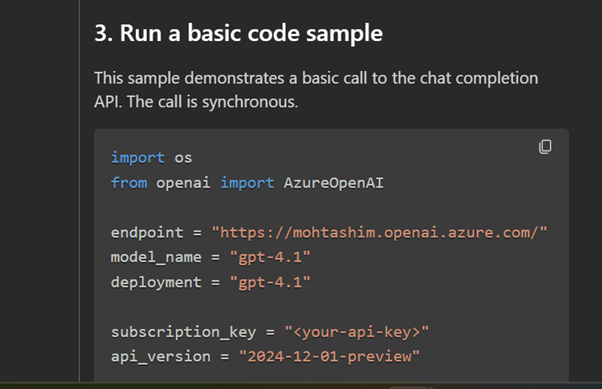 3. Run a basic code sample
This sample demonstrates a basic call to the chat completion
API. The call is synchronous.
import os
from openai import AzureOpenAI
endpoint = "https://mohtashim.openai.azure.com/"
model_name = "gpt-4.1"
deployment = "gpt-4.1"
subscription_key = "<your-api-key>"
api_version = "2024-12-01-preview"